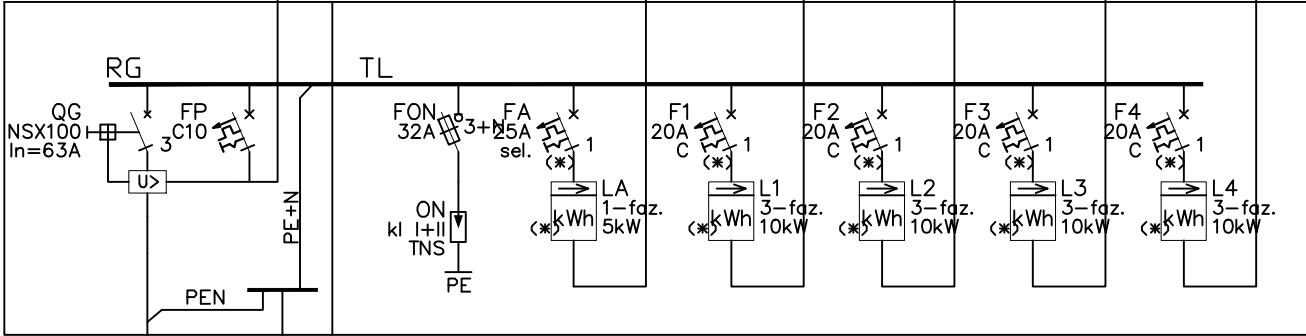 RG
TL
QG
NSX100
In=63A
3
U>
FP
C10
PE+N
PEN
FON
32A
3+N
ON
kl I+II
TNS
PE
FA
25A
sel.
1
(*)
LA
1-faz.
5kW
kWh
(*)
F1
20A
C
1
(*)
L1
3-faz.
10kW
kWh
(*)
F2
20A
C
1
(*)
L2
3-faz.
10kW
kWh
(*)
F3
20A
C
1
(*)
L3
3-faz.
10kW
kWh
(*)
F4
20A
C
1
(*)
L4
3-faz.
10kW
kWh
(*)